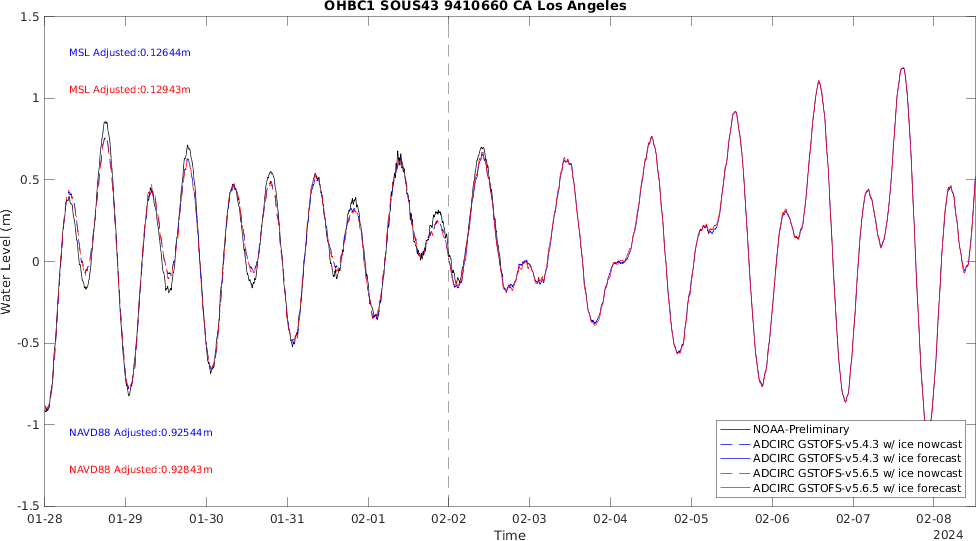 OHBC1 SOUS43 9410660 CA Los Angeles
1.5
1
0.5
0
-0.5
-1
-1.5
Water Level (m)
MSL Adjusted:0.12644m
MSL Adjusted:0.12943m
NAVD88 Adjusted:0.92544m
NAVD88 Adjusted:0.92843m
NOAA-Preliminary
ADCIRC GSTOFS-v5.4.3 w/ ice nowcast
ADCIRC GSTOFS-v5.4.3 w/ ice forecast
ADCIRC GSTOFS-v5.6.5 w/ ice nowcast
ADCIRC GSTOFS-v5.6.5 w/ ice forecast
01-28 01-29 01-30 01-31 02-01 02-02 02-03 02-04 02-05 02-06 02-07 02-08
Time
2024